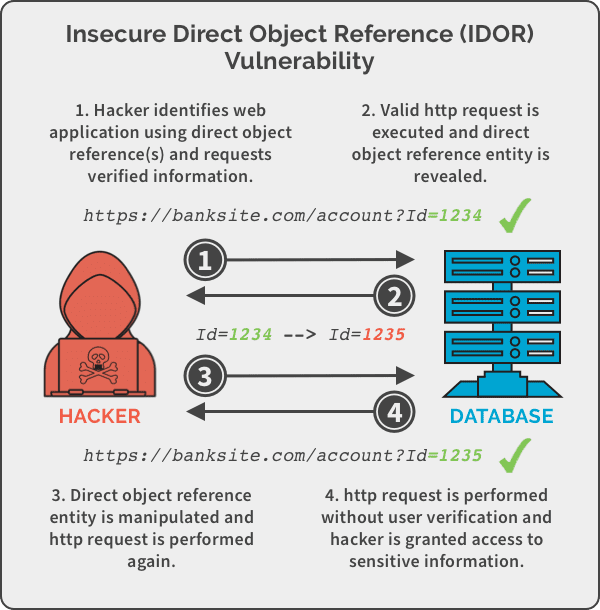 Insecure Direct Object Reference (IDOR)
Vulnerability
1. Hacker identifies web
application using direct object
reference(s) and requests
verified information.
2. Valid http request is
executed and direct
object reference entity is
revealed.
https://banksite.com/account?Id=1234
1
2
Id=1234 --> Id=1235
3
4
HACKER
DATABASE
https://banksite.com/account?Id=1235
3. Direct object reference
entity is manipulated and
http request is performed
again.
4. http request is performed
without user verification and
hacker is granted access to
sensitive information.